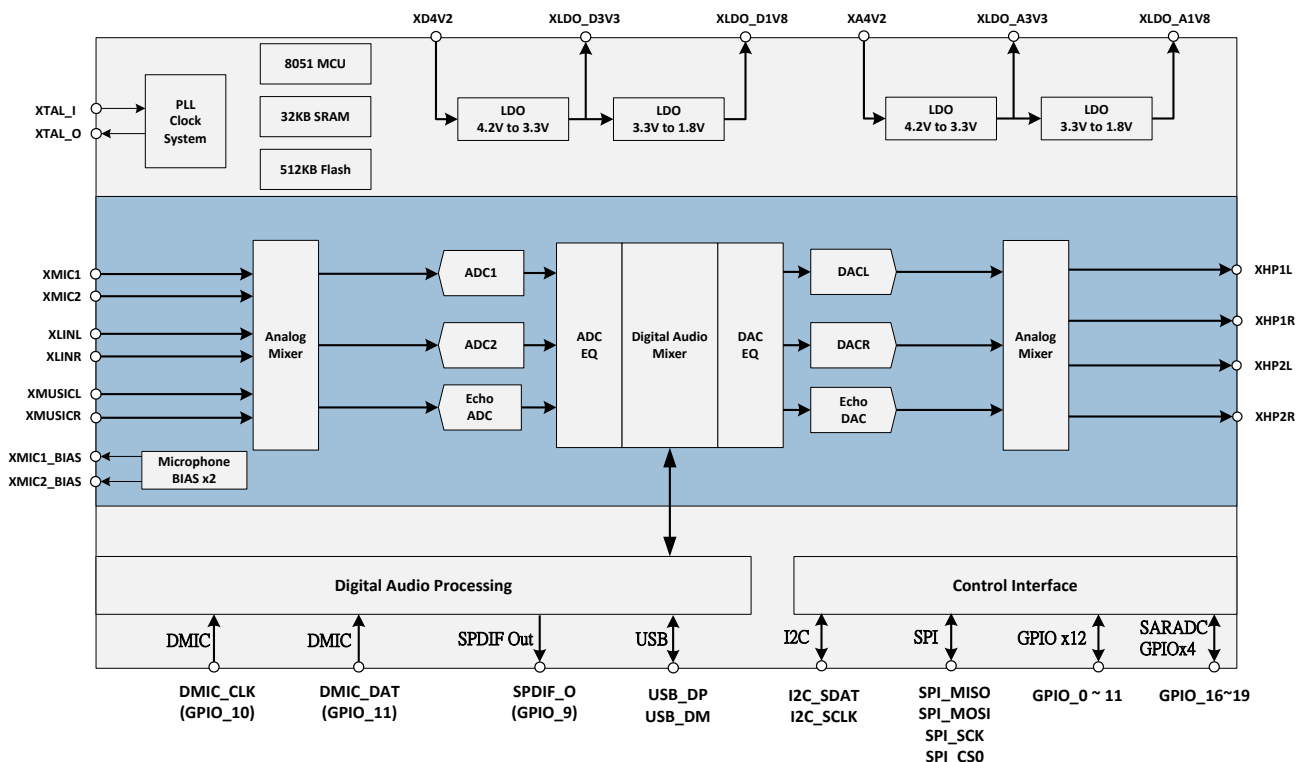 XD4V2
XLDO_D3V3
XLDO_D1V8
XA4V2
XLDO_A3V3
XLDO_A1V8
8051 MCU
32KB SRAM
512KB Flash
XTAL_I
XTAL_O
PLL
Clock
System
LDO
4.2V to 3.3V
LDO
3.3V to 1.8V
LDO
4.2V to 3.3V
LDO
3.3V to 1.8V
XMIC1
XMIC2
XLINL
XLINR
XMUSICL
XMUSICR
XMIC1_BIAS
XMIC2_BIAS
Analog
Mixer
Microphone
BIAS x2
ADC1
ADC2
Echo
ADC
ADC
EQ
Digital Audio
Mixer
DAC
EQ
DACL
DACR
Echo
DAC
Analog
Mixer
XHP1L
XHP1R
XHP2L
XHP2R
Digital Audio Processing
Control Interface
DMIC
DMIC
SPDIF Out
USB
I2C
SPI
GPIO x12
SARADC
GPIOx4
DMIC_CLK
(GPIO_10)
DMIC_DAT
(GPIO_11)
SPDIF_O
(GPIO_9)
USB_DP
USB_DM
I2C_SDAT
I2C_SCLK
SPI_MISO
SPI_MOSI
SPI_SCK
SPI_CS0
GPIO_0 ~ 11
GPIO_16~19